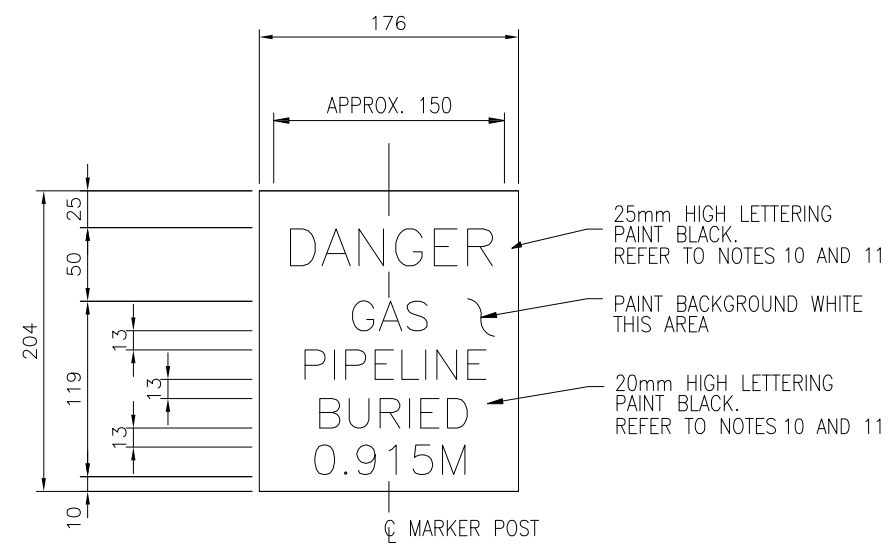 176
APPROX. 150
25
50
204
119
13
13
13
10
DANGER
GAS
PIPELINE
BURIED
0.915M
25mm HIGH LETTERING
PAINT BLACK.
REFER TO NOTES 10 AND 11
PAINT BACKGROUND WHITE
THIS AREA
20mm HIGH LETTERING
PAINT BLACK.
REFER TO NOTES 10 AND 11
℄ MARKER POST